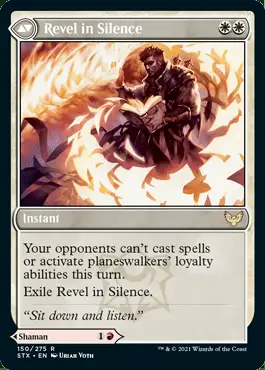 Revel in Silence
Instant
Your opponents can't cast spells
or activate planeswalkers' loyalty
abilities this turn.
Exile Revel in Silence.
"Sit down and listen."
Shaman 1
150/275 R
STX • EN Uriah Voth
™ & © 2021 Wizards of the Coast